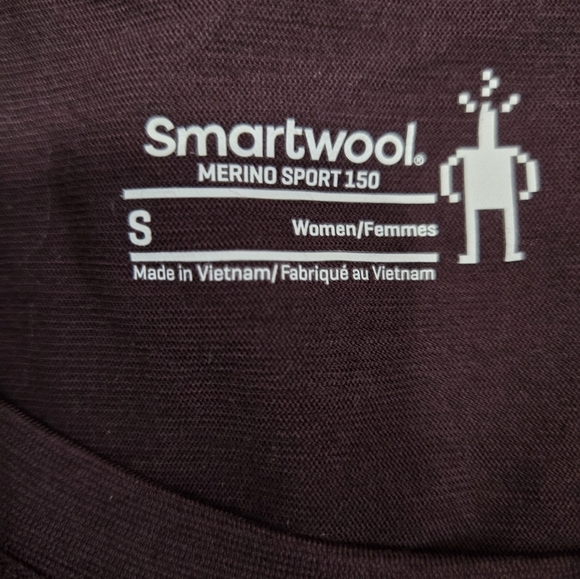 Smartwool®
MERINO SPORT 150
S
Women/Femmes
Made in Vietnam/Fabriqué au Vietnam